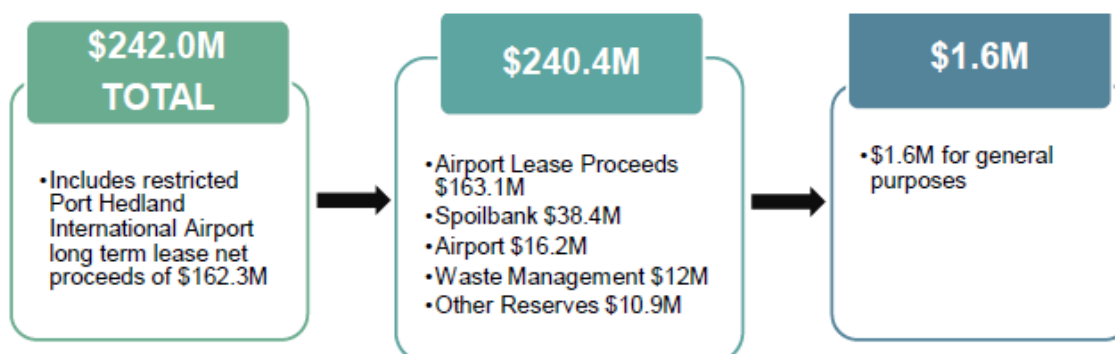 $242.0M
TOTAL
•Includes restricted
Port Hedland
International Airport
long term lease net
proceeds of $162.3M
$240.4M
•Airport Lease Proceeds
$163.1M
•Spoilbank $38.4M
•Airport $16.2M
•Waste Management $12M
•Other Reserves $10.9M
$1.6M
•$1.6M for general
purposes